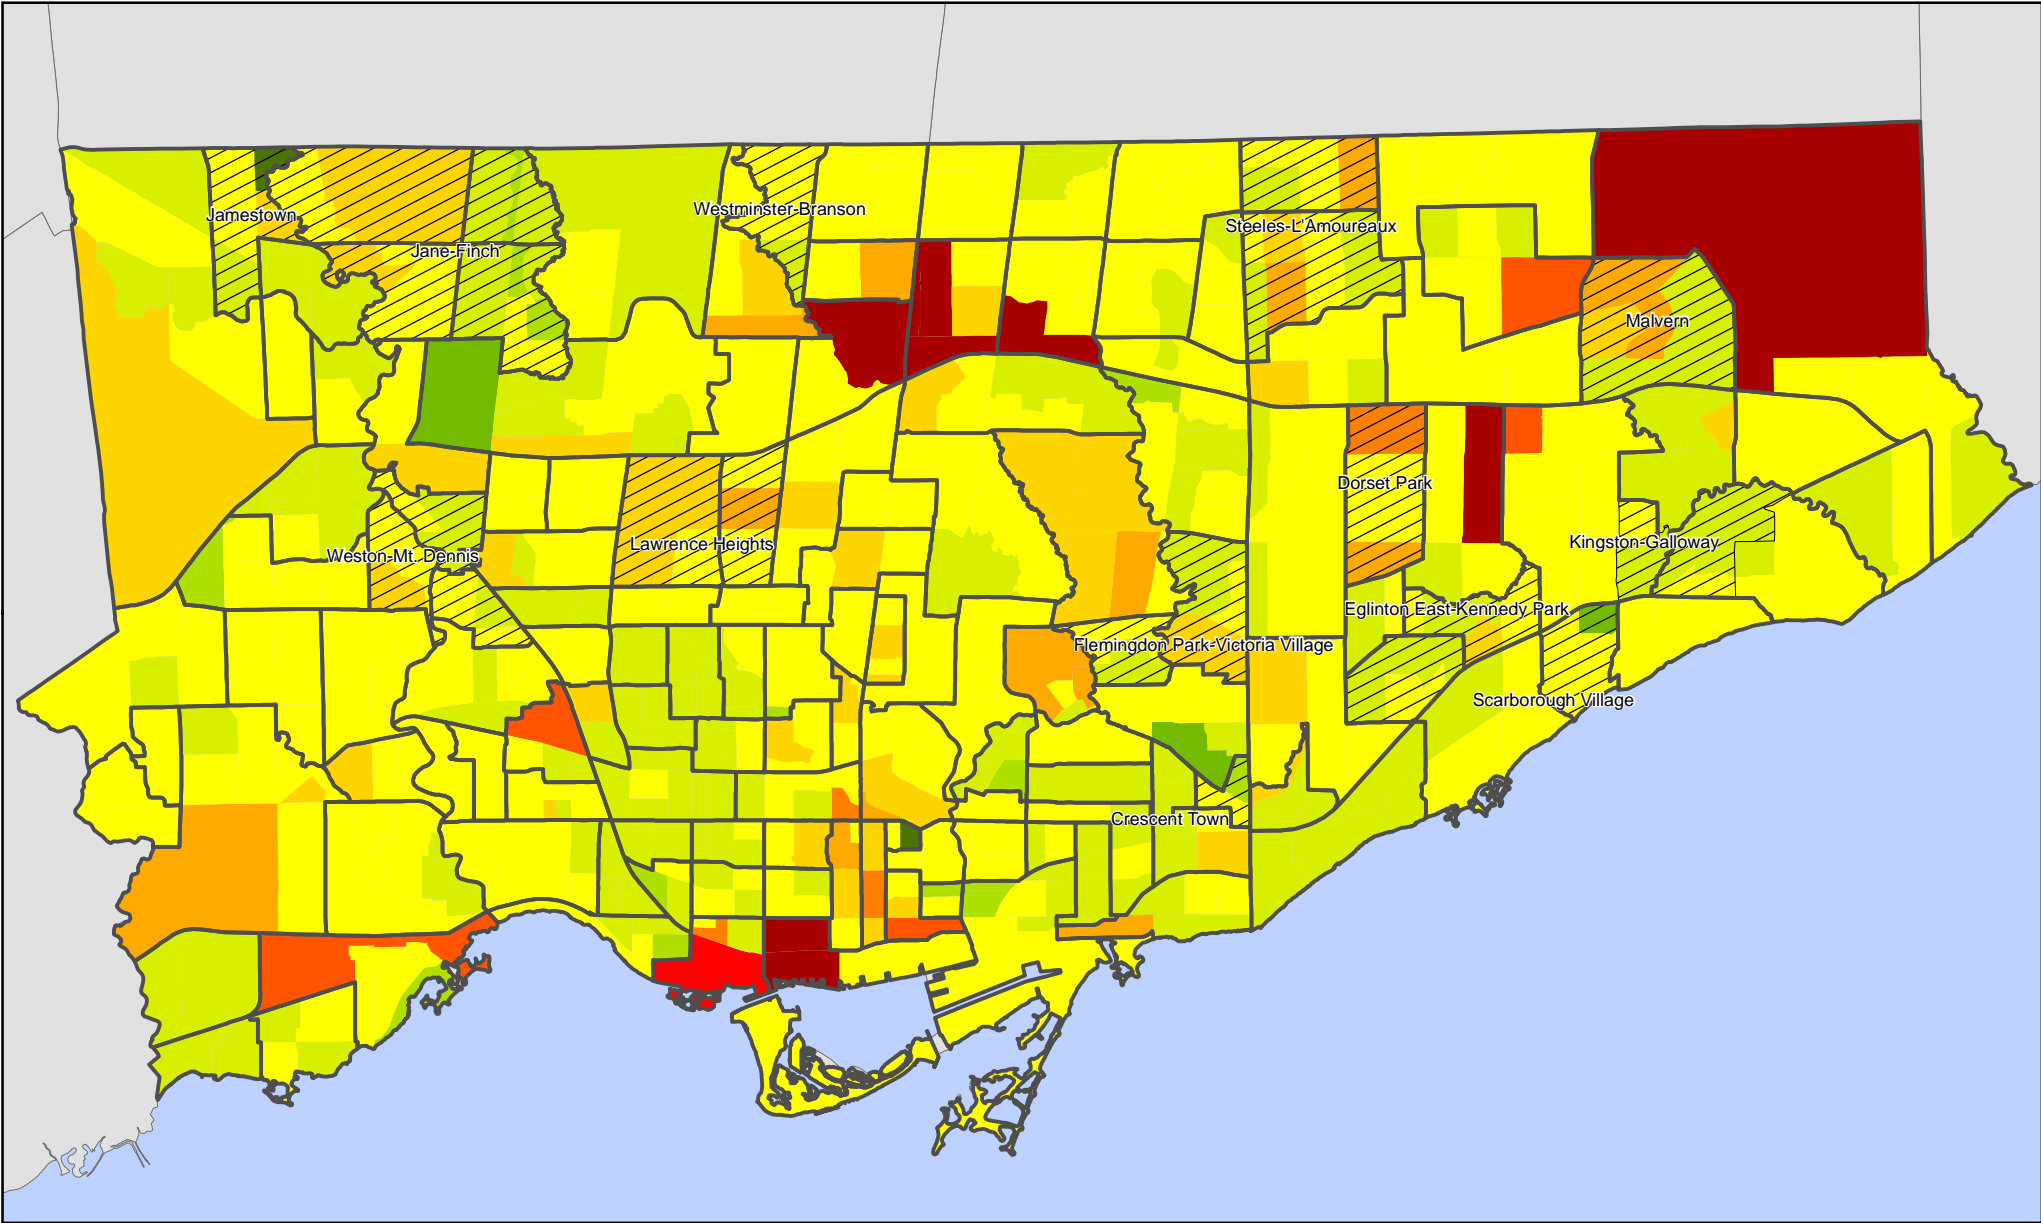 Westminster-Branson
Jamestown
Steeles-L'Amoureaux
Jane-Finch
Malvern
Dorset Park
Lawrence Heights
Kingston-Galloway
Weston-Mt. Dennis
Eglinton East-Kennedy Park
Flemingdon Park-Victoria Village
Scarborough Village
Crescent Town